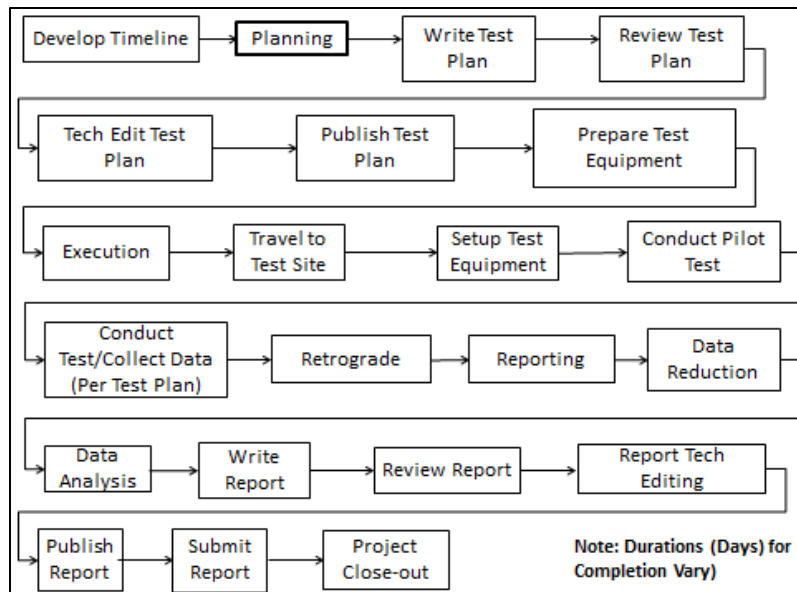 Develop Timeline
Planning
Write Test
Plan
Review Test
Plan
Tech Edit Test
Plan
Publish Test
Plan
Prepare Test
Equipment
Execution
Travel to
Test Site
Setup Test
Equipment
Conduct Pilot
Test
Conduct
Test/Collect Data
(Per Test Plan)
Retrograde
Reporting
Data
Reduction
Data
Analysis
Write
Report
Review Report
Report Tech
Editing
Publish
Report
Submit
Report
Project
Close-out
Note: Durations (Days) for
Completion Vary)